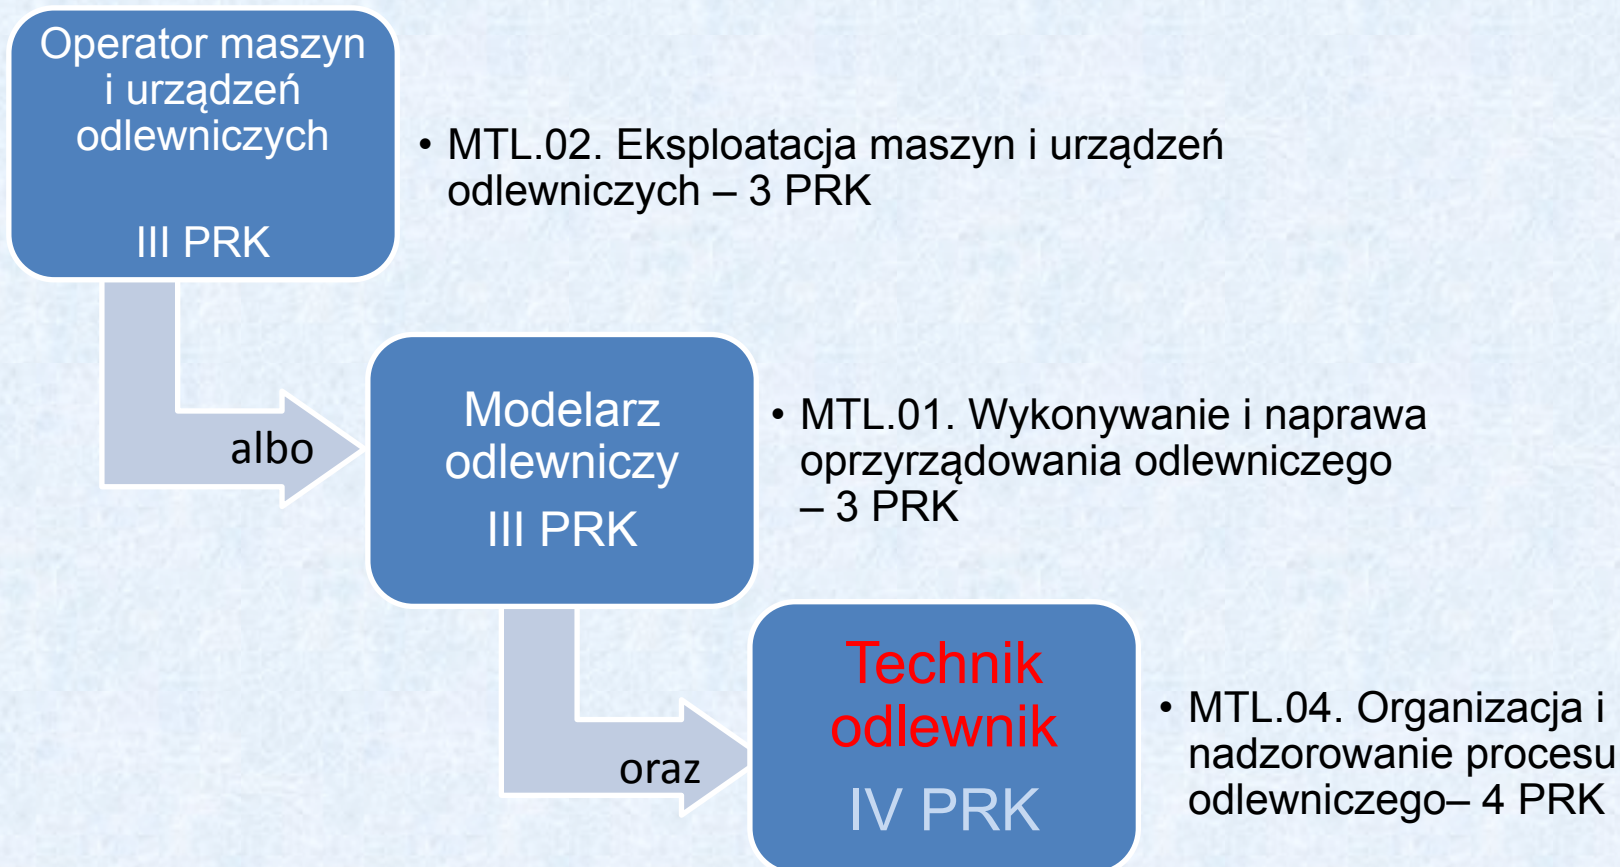 Operator maszyn
i urządzeń
odlewniczych
III PRK
• MTL.02. Eksploatacja maszyn i urządzeń
odlewniczych – 3 PRK
albo
Modelarz
odlewniczy
III PRK
• MTL.01. Wykonywanie i naprawa
oprzyrządowania odlewniczego
– 3 PRK
oraz
Technik
odlewnik
IV PRK
• MTL.04. Organizacja i
nadzorowanie procesu
odlewniczego– 4 PRK